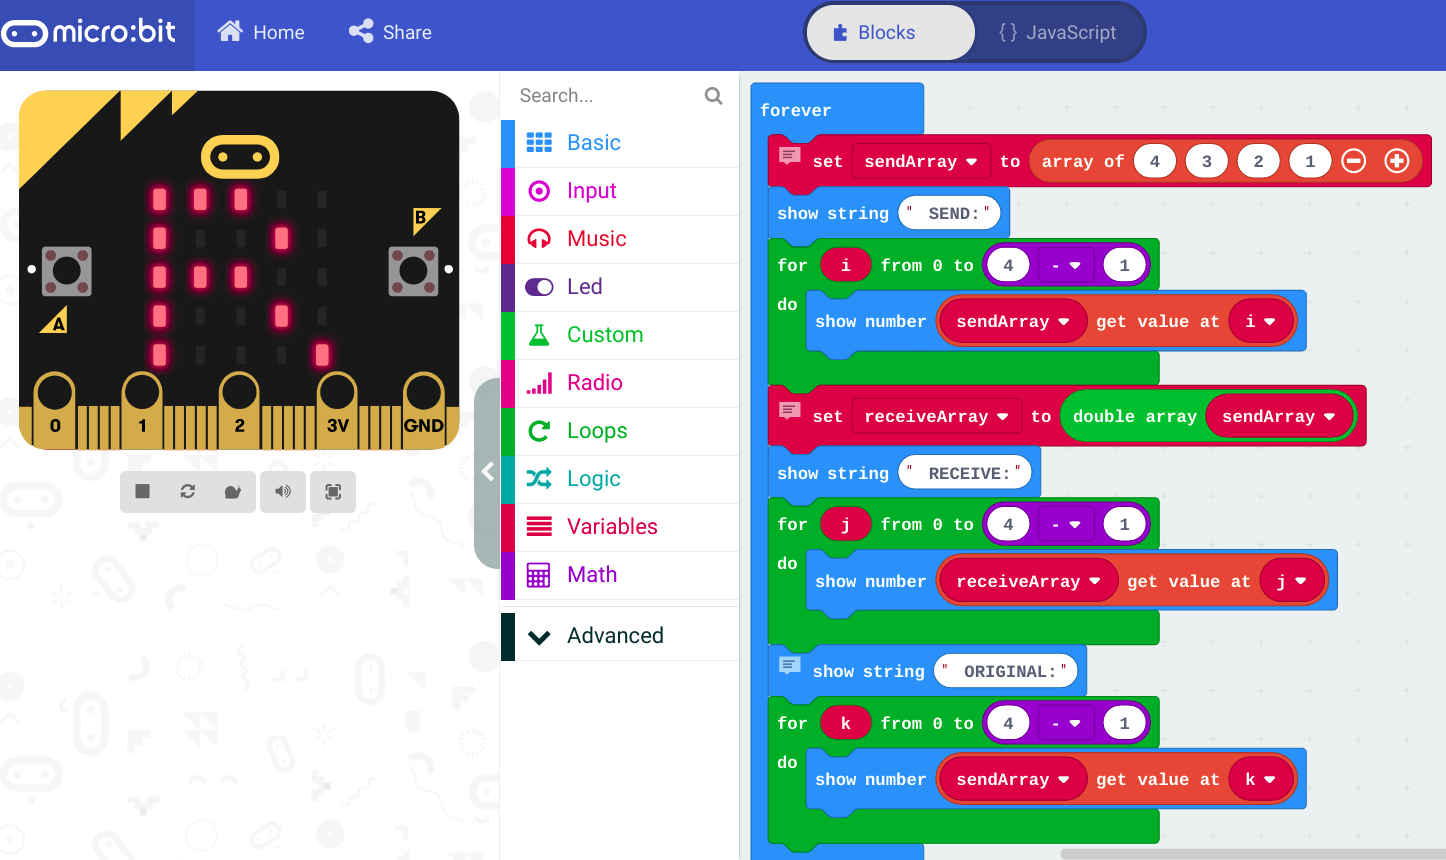 micro:bit Home Share Blocks { } JavaScript
Search...
Basic
Input
Music
Led
Custom
Radio
Loops
Logic
Variables
Math
Advanced
B
A
R
0 1 2 3V GND
forever
set sendArray to array of 4 3 2 1
show string " SEND:"
for i from 0 to 4 - 1
do
show number sendArray get value at i
set receiveArray to double array sendArray
show string " RECEIVE:"
for j from 0 to 4 - 1
do
show number receiveArray get value at j
show string " ORIGINAL:"
for k from 0 to 4 - 1
do
show number sendArray get value at k